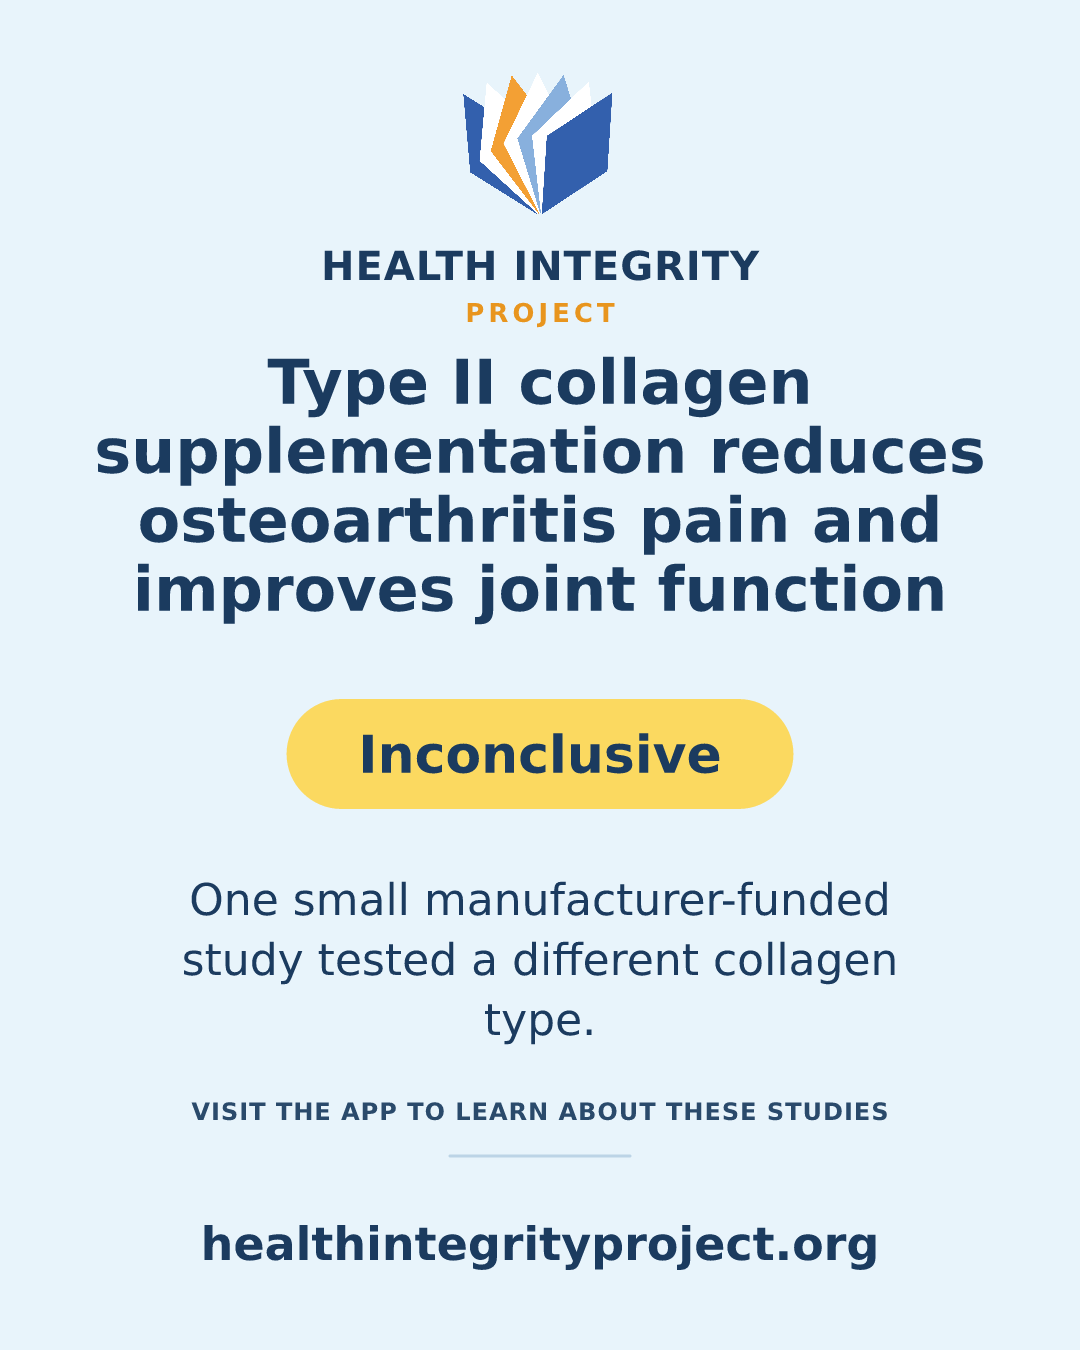 HEALTH INTEGRITY
PROJECT
Type II collagen
supplementation reduces
osteoarthritis pain and
improves joint function
Inconclusive
One small manufacturer-funded
study tested a different collagen
type.
VISIT THE APP TO LEARN ABOUT THESE STUDIES
healthintegrityproject.org